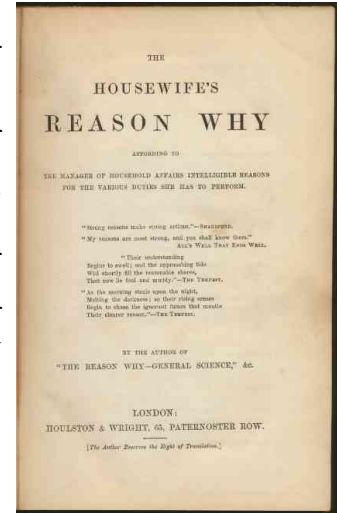 THE
HOUSEWIFE'S
REASON WHY
AFFORDING TO
THE MANAGER OF HOUSEHOLD AFFAIRS INTELLIGIBLE REASONS
FOR THE VARIOUS DUTIES SHE HAS TO PERFORM.
"Strong reasons make strong actions."—SHAKSPERE.
"My reasons are most strong, and you shall know them."
ALL'S WELL THAT ENDS WELL.
"Their understanding
Begins to swell; and the approaching tide
Will shortly fill the reasonable shores,
That now lie foul and muddy."—THE TEMPEST.
"As the morning steals upon the night,
Melting the darkness; so their rising senses
Begin to chase the ignorant fumes that mantle
Their clearer reason."—THE TEMPEST.
BY THE AUTHOR OF
"THE REASON WHY—GENERAL SCIENCE," &c.
LONDON:
HOULSTON & WRIGHT, 65, PATERNOSTER ROW.
[The Author Reserves the Right of Translation.]